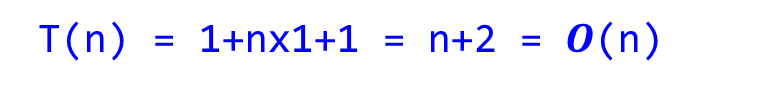 T(n) = 1+nx1+1 = n+2 = O(n)